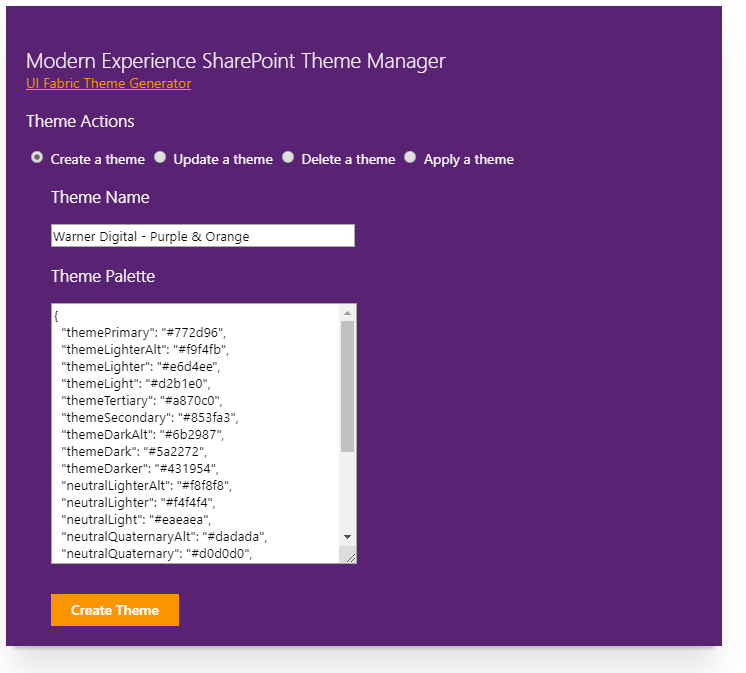 Modern Experience SharePoint Theme Manager
UI Fabric Theme Generator
Theme Actions
Create a theme Update a theme Delete a theme Apply a theme
Theme Name
Warner Digital - Purple & Orange
Theme Palette
{
"themePrimary": "#772d96",
"themeLighterAlt": "#f9f4fb",
"themeLighter": "#e6d4ee",
"themeLight": "#d2b1e0",
"themeTertiary": "#a870c0",
"themeSecondary": "#853fa3",
"themeDarkAlt": "#6b2987",
"themeDark": "#5a2272",
"themeDarker": "#431954",
"neutralLighterAlt": "#f8f8f8",
"neutralLighter": "#f4f4f4",
"neutralLight": "#eaeaea",
"neutralQuaternaryAlt": "#dadada",
"neutralQuaternary": "#d0d0d0",
Create Theme